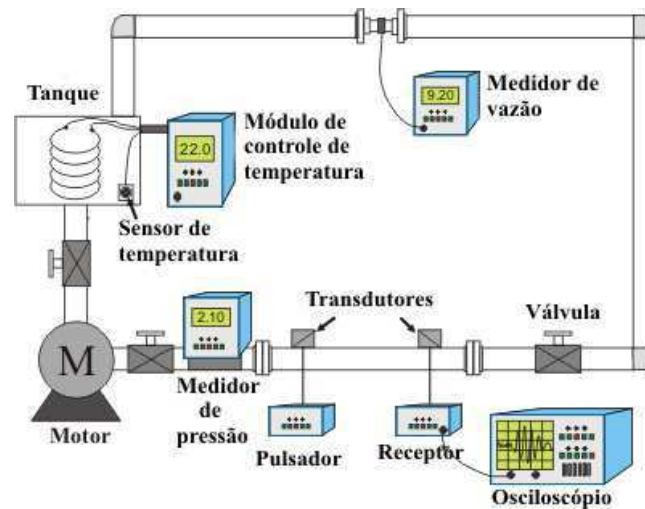 Tanque
9.20
Medidor de
vazão
22.0
Módulo de
controle de
temperatura
Sensor de
temperatura
Transdutores
Válvula
2.10
M
Medidor
de
pressão
Motor
Pulsador
Receptor
Osciloscópio